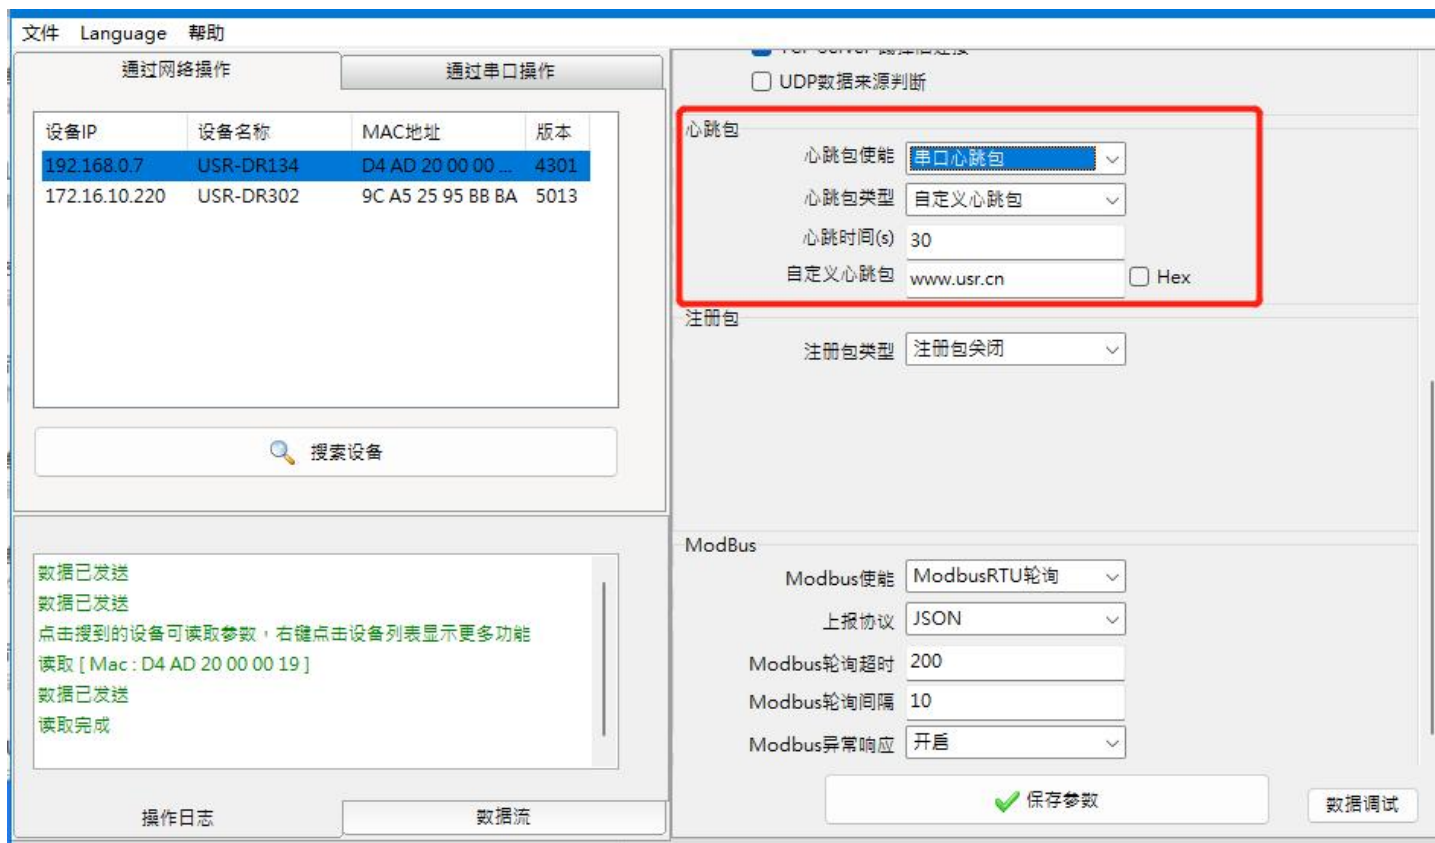 文件 Language 帮助
通过网络操作 通过串口操作
设备IP 设备名称 MAC地址 版本
192.168.0.7 USR-DR134 D4 AD 20 00 00 ... 4301
172.16.10.220 USR-DR302 9C A5 25 95 BB BA 5013
搜索设备
数据已发送
数据已发送
点击搜到的设备可读取参数，右键点击设备列表显示更多功能
读取 [ Mac : D4 AD 20 00 00 19 ]
数据已发送
读取完成
操作日志 数据流
UDP数据来源判断
心跳包
心跳包使能 串口心跳包
心跳包类型 自定义心跳包
心跳时间(s) 30
自定义心跳包 www.usr.cn Hex
注册包
注册包类型 注册包关闭
ModBus
Modbus使能 ModbusRTU轮询
上报协议 JSON
Modbus轮询超时 200
Modbus轮询间隔 10
Modbus异常响应 开启
保存参数 数据调试